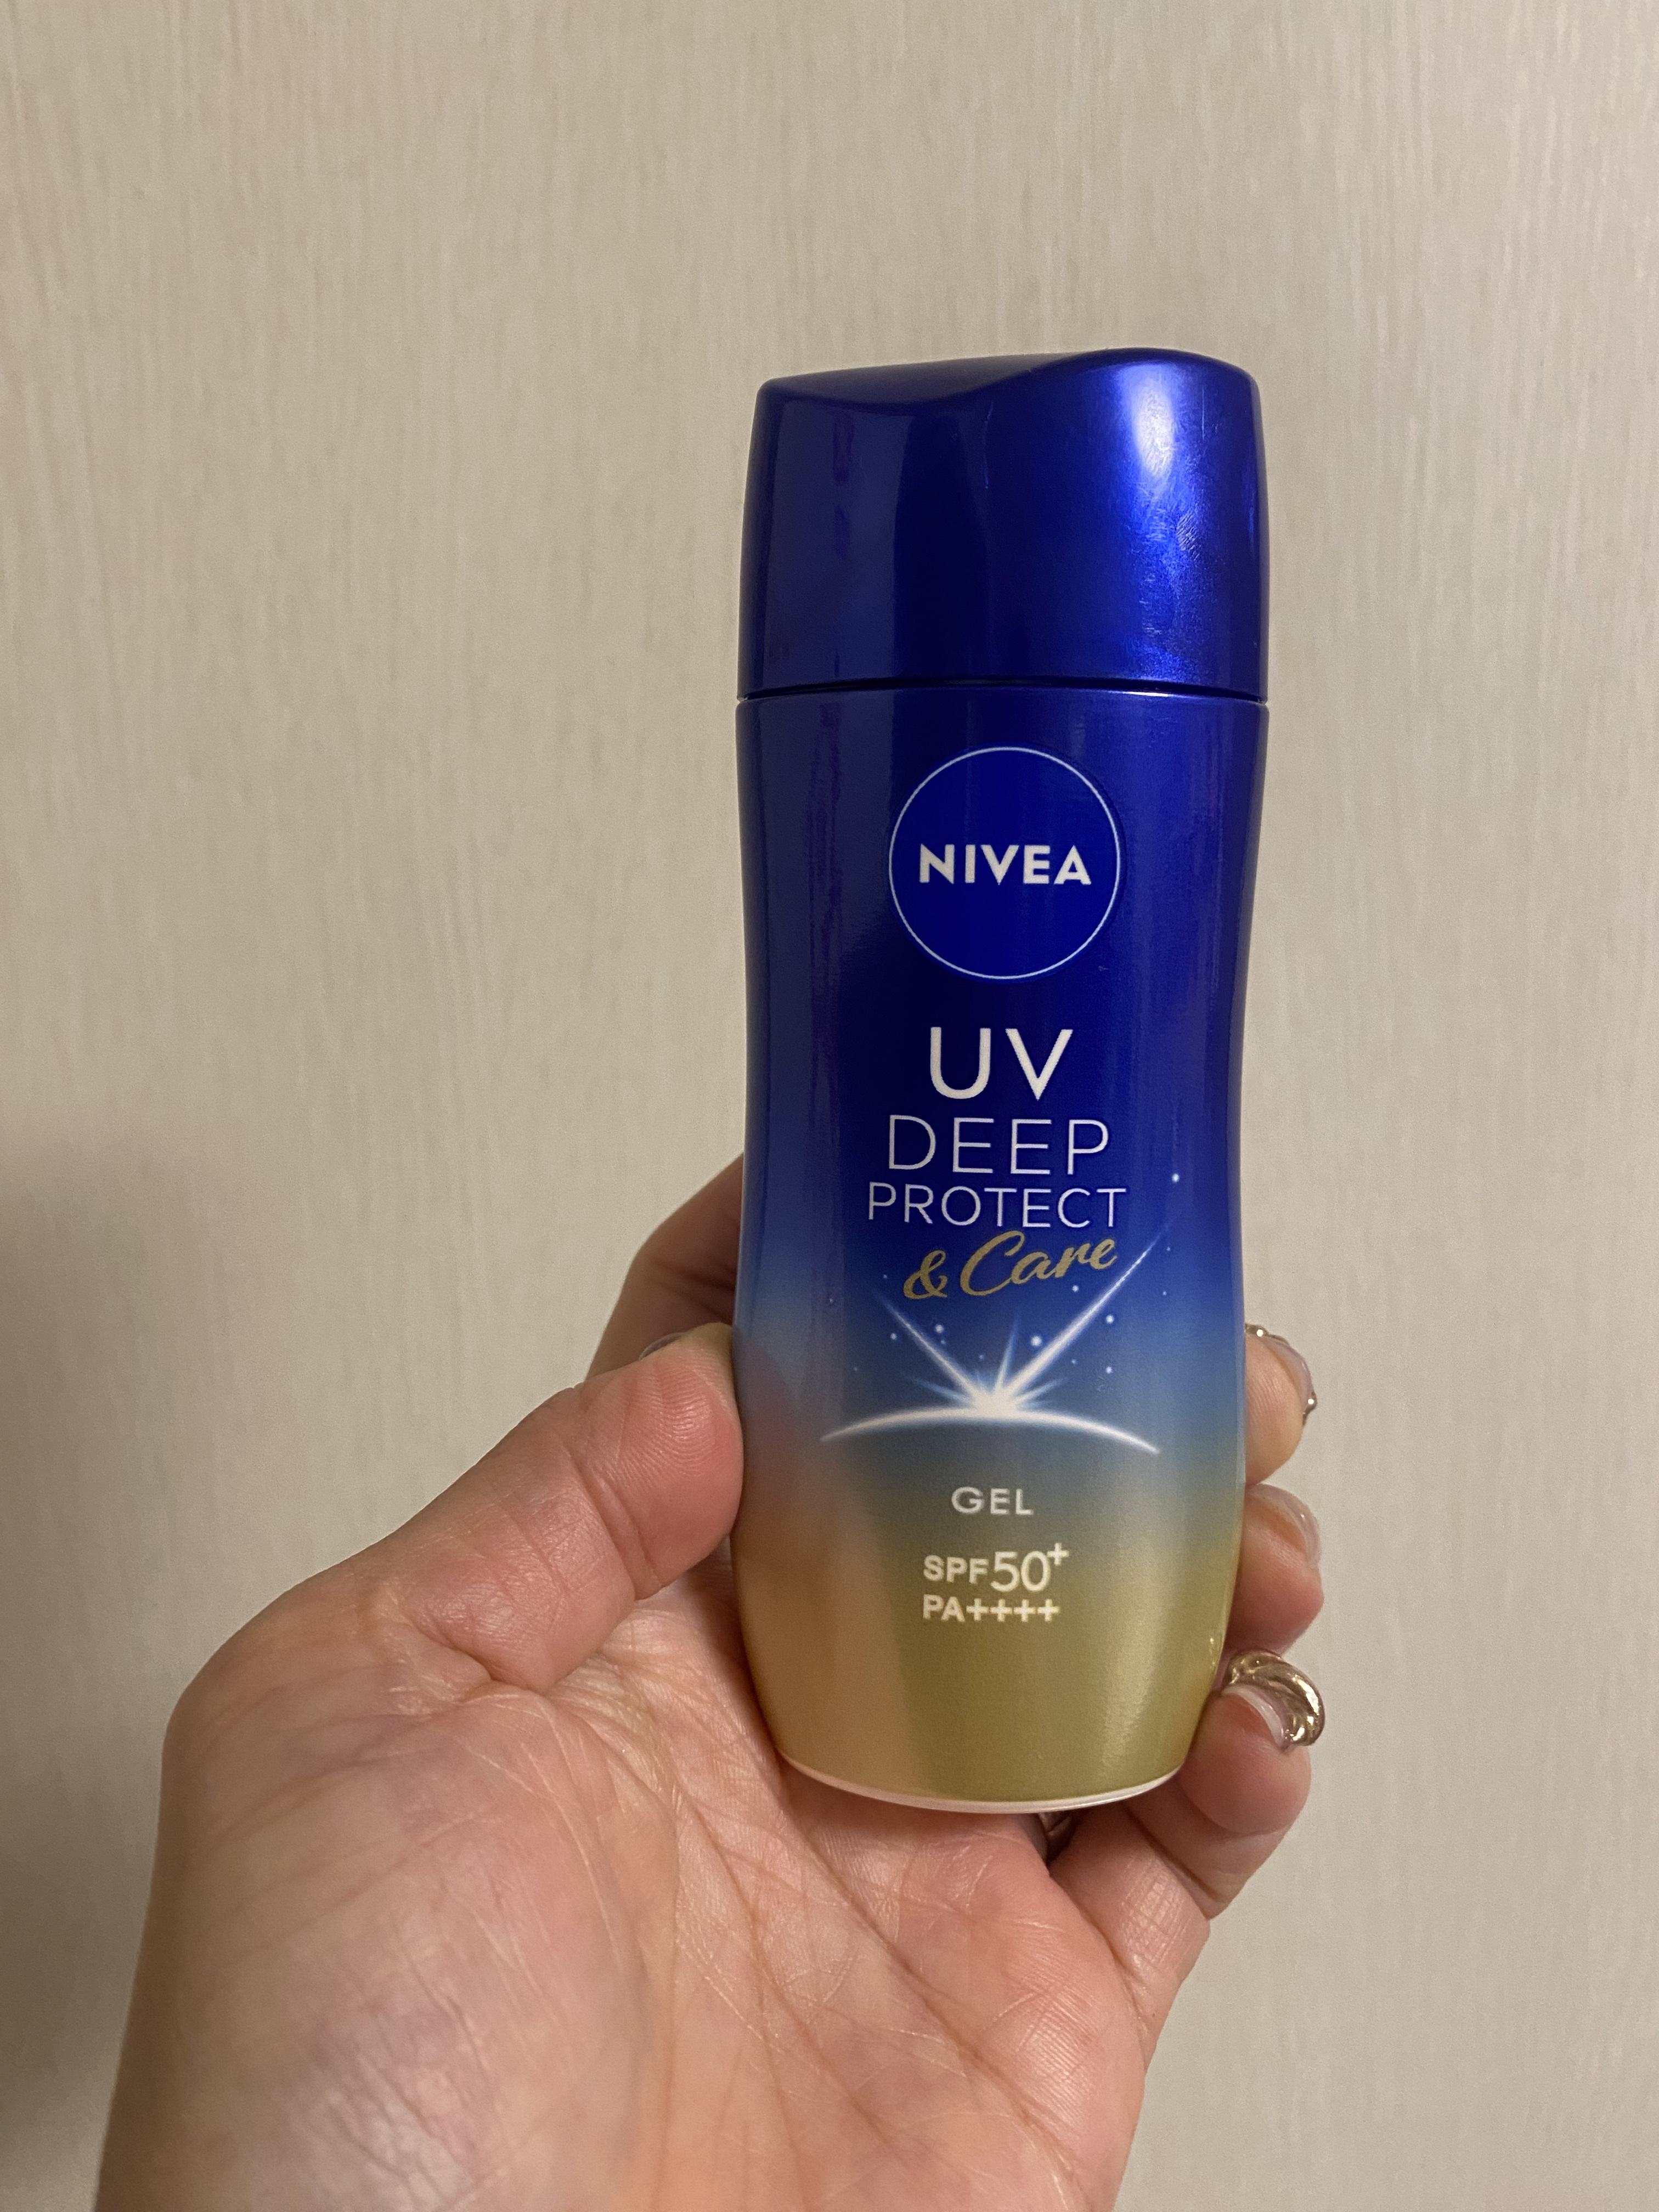 NIVEA
UV
DEEP
PROTECT
& Care
GEL
SPF50+
PA++++